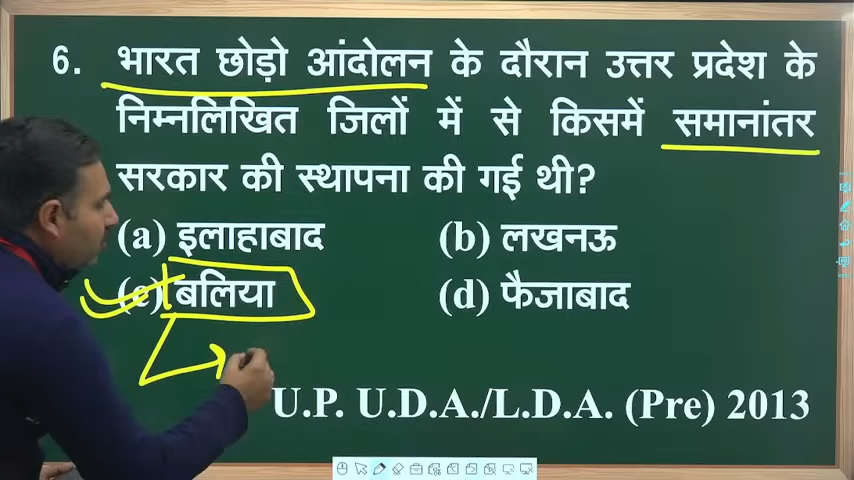 6. भारत छोड़ो आंदोलन के दौरान उत्तर प्रदेश के
निम्नलिखित जिलों में से किसमें समानांतर
सरकार की स्थापना की गई थी?
(a) इलाहाबाद (b) लखनऊ
(c) बलिया (d) फैजाबाद
U.P. U.D.A./L.D.A. (Pre) 2013